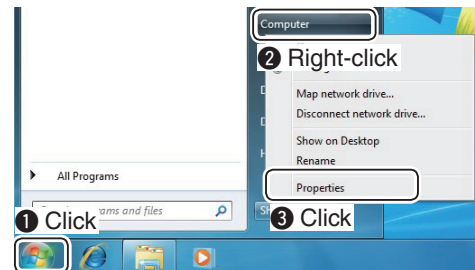 Computer
❷ Right-click
Map network drive...
Disconnect network drive...
Show on Desktop
Rename
All Programs
Properties
❶ Click
rams and files
❸ Click